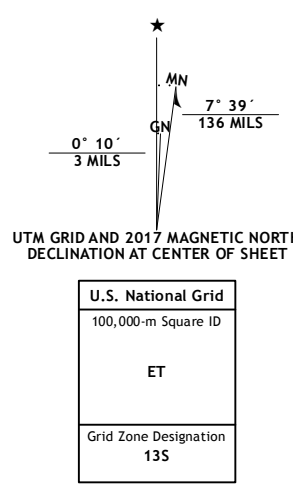 ★
MN
7° 39´
136 MILS
GN
0° 10´
3 MILS
UTM GRID AND 2017 MAGNETIC NORTH
DECLINATION AT CENTER OF SHEET
U.S. National Grid
100,000-m Square ID
ET
Grid Zone Designation
13S